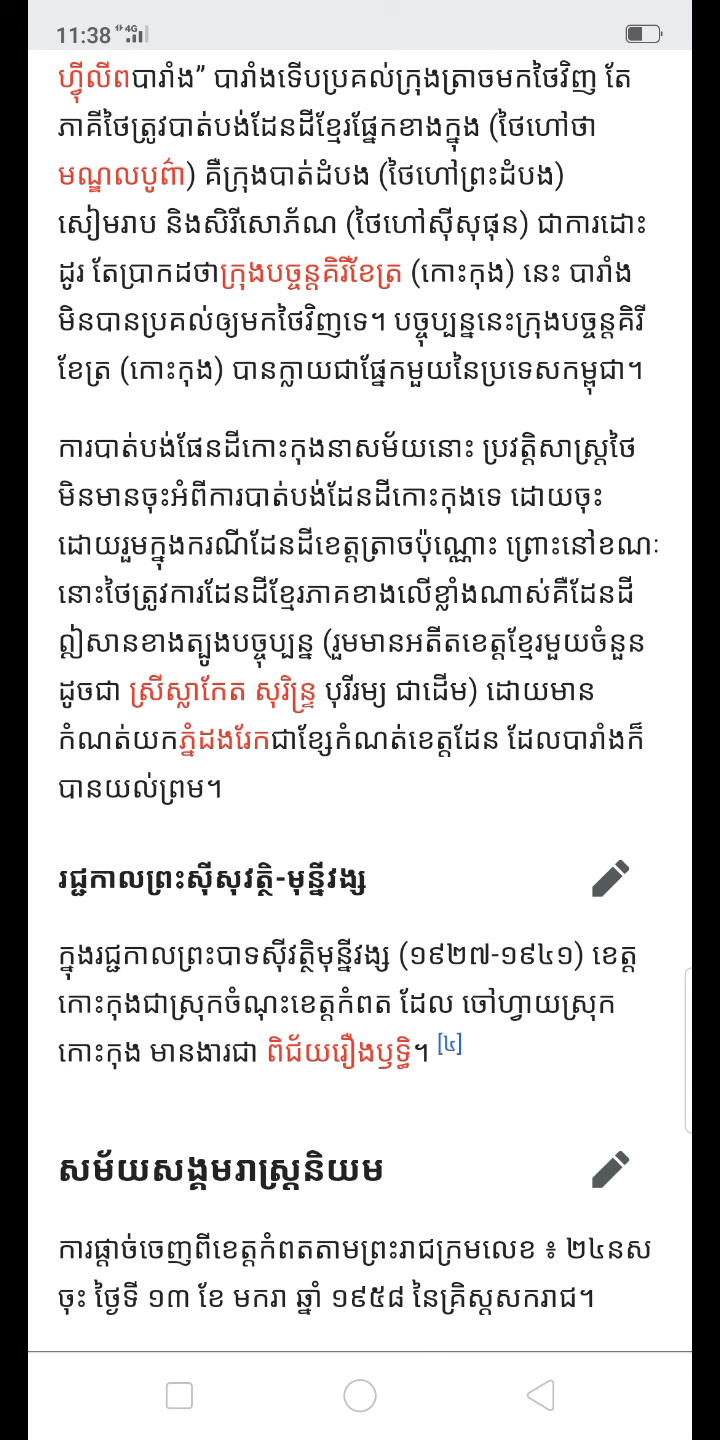 11:38 4G
ហ្វ៊ីលីពបារាំង” បារាំងទើបប្រគល់ក្រុងត្រាចមកថៃវិញ តែ
ភាគីថៃត្រូវបាត់បង់ដែនដីខ្មែរផ្នែកខាងក្នុង (ថៃហៅថា
មណ្ឌលបូព៌ា) គឺក្រុងបាត់ដំបង (ថៃហៅព្រះដំបង)
សៀមរាប និងសិរីសោភ័ណ (ថៃហៅស៊ីសុផុន) ជាការដោះ
ដូរ តែប្រាកដថាក្រុងបច្ចន្តគិរីខែត្រ (កោះកុង) នេះ បារាំង
មិនបានប្រគល់ឲ្យមកថៃវិញទេ។ បច្ចុប្បន្ននេះក្រុងបច្ចន្តគិរី
ខែត្រ (កោះកុង) បានក្លាយជាផ្នែកមួយនៃប្រទេសកម្ពុជា។
ការបាត់បង់ផែនដីកោះកុងនាសម័យនោះ ប្រវត្តិសាស្ត្រថៃ
មិនមានចុះអំពីការបាត់បង់ដែនដីកោះកុងទេ ដោយចុះ
ដោយរួមក្នុងករណីដែនដីខេត្តត្រាចប៉ុណ្ណោះ ព្រោះនៅខណៈ
នោះថៃត្រូវការដែនដីខ្មែរភាគខាងលើខ្លាំងណាស់គឺដែនដី
ឦសានខាងត្បូងបច្ចុប្បន្ន (រួមមានអតីតខេត្តខ្មែរមួយចំនួន
ដូចជា ស្រីស្លាកែត សុរិន្ទ្រ បុរីរម្យ ជាដើម) ដោយមាន
កំណត់យកភ្នំដងរែកជាខ្សែកំណត់ខេត្តដែន ដែលបារាំងក៏
បានយល់ព្រម។
រជ្ជកាលព្រះស៊ីសុវត្ថិ-មុន្នីវង្ស
ក្នុងរជ្ជកាលព្រះបាទស៊ីវត្ថិមុន្នីវង្ស (១៩២៧-១៩៤១) ខេត្ត
កោះកុងជាស្រុកចំណុះខេត្តកំពត ដែល ចៅហ្វាយស្រុក
កោះកុង មានងារជា ពិជ័យរឿងឫទ្ធិ។ [៤]
សម័យសង្គមរាស្ត្រនិយម
ការផ្ដាច់ចេញពីខេត្តកំពតតាមព្រះរាជក្រមលេខ ៖ ២៤នស
ចុះ ថ្ងៃទី ១៣ ខែ មករា ឆ្នាំ ១៩៥៨ នៃគ្រិស្តសករាជ។